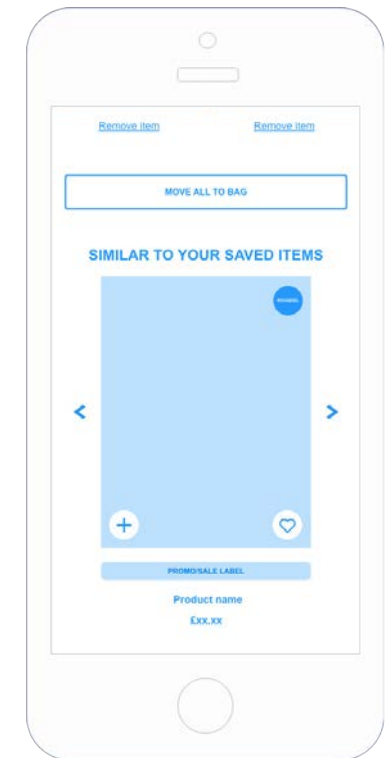 Remove item Remove item
MOVE ALL TO BAG
SIMILAR TO YOUR SAVED ITEMS
< >
PROMO/SALE LABEL
Product name
£xx.xx